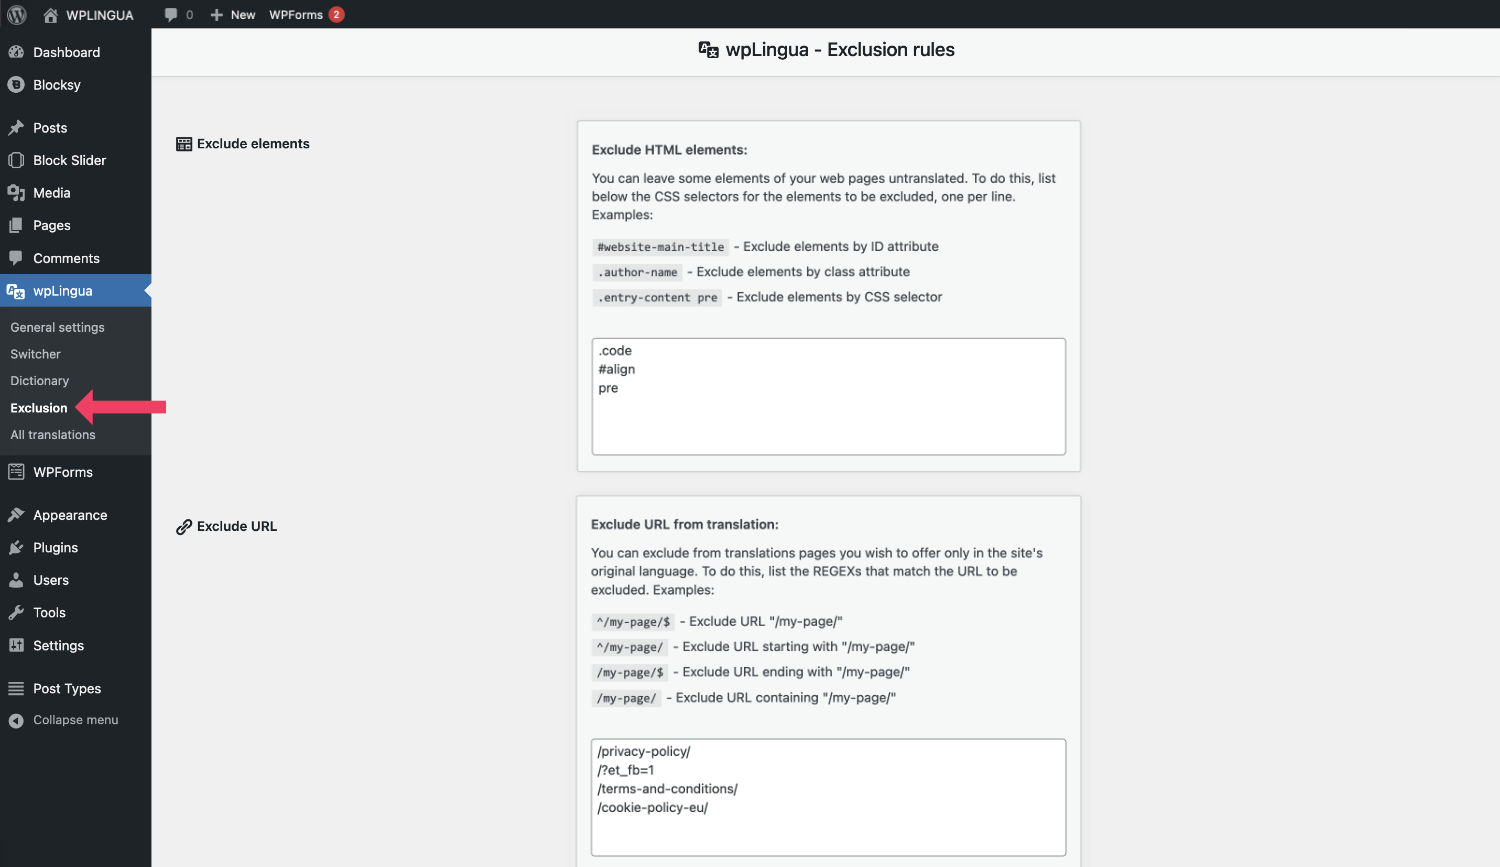 WPLINGUA 0 New WPForms 2
Dashboard
Blocksy
Posts
Block Slider
Media
Pages
Comments
wpLingua
General settings
Switcher
Dictionary
Exclusion
All translations
WPForms
Appearance
Plugins
Users
Tools
Settings
Post Types
Collapse menu
wpLingua - Exclusion rules
Exclude elements
Exclude HTML elements:
You can leave some elements of your web pages untranslated. To do this, list
below the CSS selectors for the elements to be excluded, one per line.
Examples:
#website-main-title - Exclude elements by ID attribute
.author-name - Exclude elements by class attribute
.entry-content pre - Exclude elements by CSS selector
.code
#align
pre
Exclude URL
Exclude URL from translation:
You can exclude from translations pages you wish to offer only in the site's
original language. To do this, list the REGEXs that match the URL to be
excluded. Examples:
^/my-page/$ - Exclude URL "/my-page/"
^/my-page/ - Exclude URL starting with "/my-page/"
/my-page/$ - Exclude URL ending with "/my-page/"
/my-page/ - Exclude URL containing "/my-page/"
/privacy-policy/
/?et_fb=1
/terms-and-conditions/
/cookie-policy-eu/